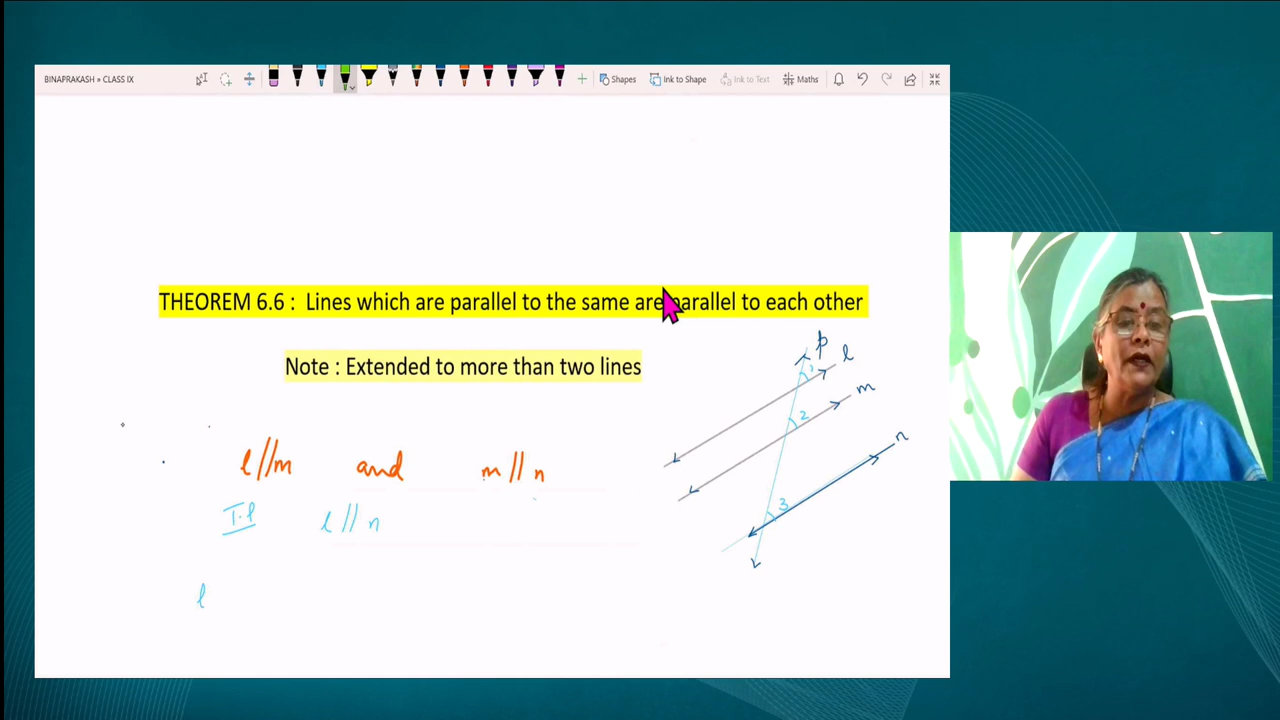 BINAPRAKASH » CLASS IX
Shapes Ink to Shape Ink to Text Maths
THEOREM 6.6 : Lines which are parallel to the same are parallel to each other
Note : Extended to more than two lines
p
l
1
m
2
n
l//m and m//n
3
l//n
l